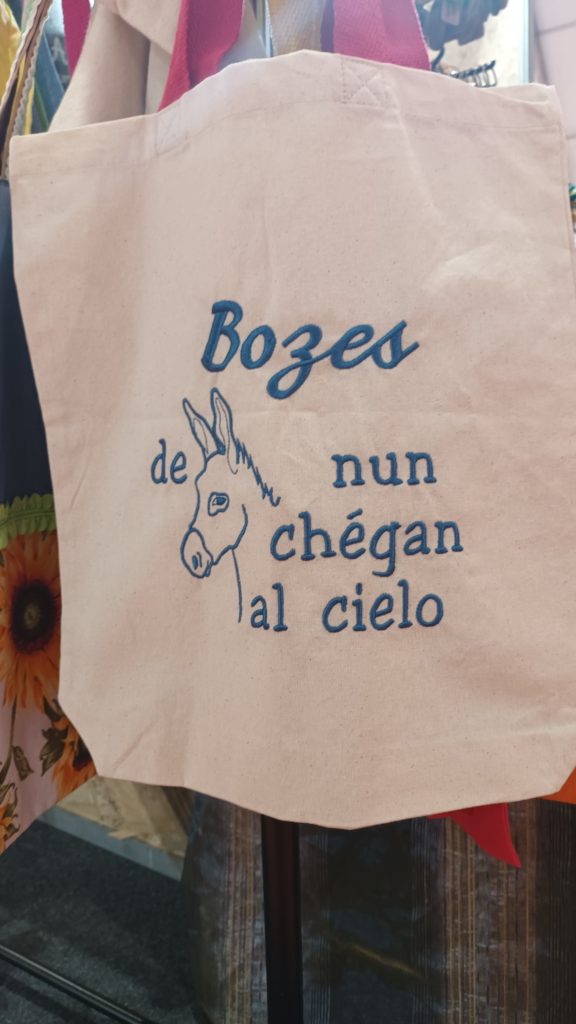 Bozes
de nun
chégan
al cielo